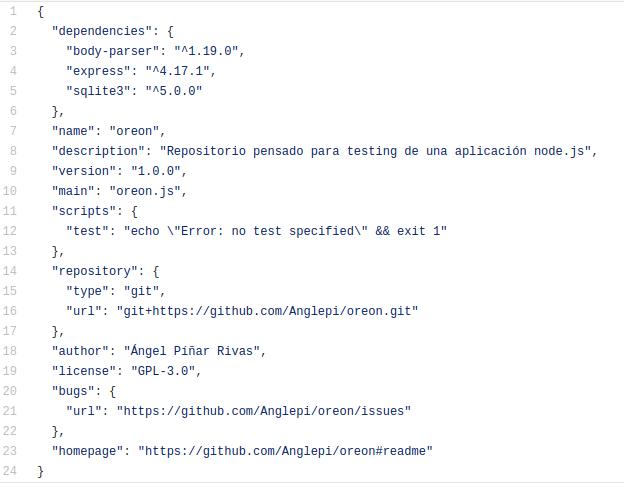 1 {
2   "dependencies": {
3     "body-parser": "^1.19.0",
4     "express": "^4.17.1",
5     "sqlite3": "^5.0.0"
6   },
7   "name": "oreon",
8   "description": "Repositorio pensado para testing de una aplicación node.js",
9   "version": "1.0.0",
10   "main": "oreon.js",
11   "scripts": {
12     "test": "echo \"Error: no test specified\" && exit 1"
13   },
14   "repository": {
15     "type": "git",
16     "url": "git+https://github.com/Anglepi/oreon.git"
17   },
18   "author": "Ángel Píñar Rivas",
19   "license": "GPL-3.0",
20   "bugs": {
21     "url": "https://github.com/Anglepi/oreon/issues"
22   },
23   "homepage": "https://github.com/Anglepi/oreon#readme"
24 }